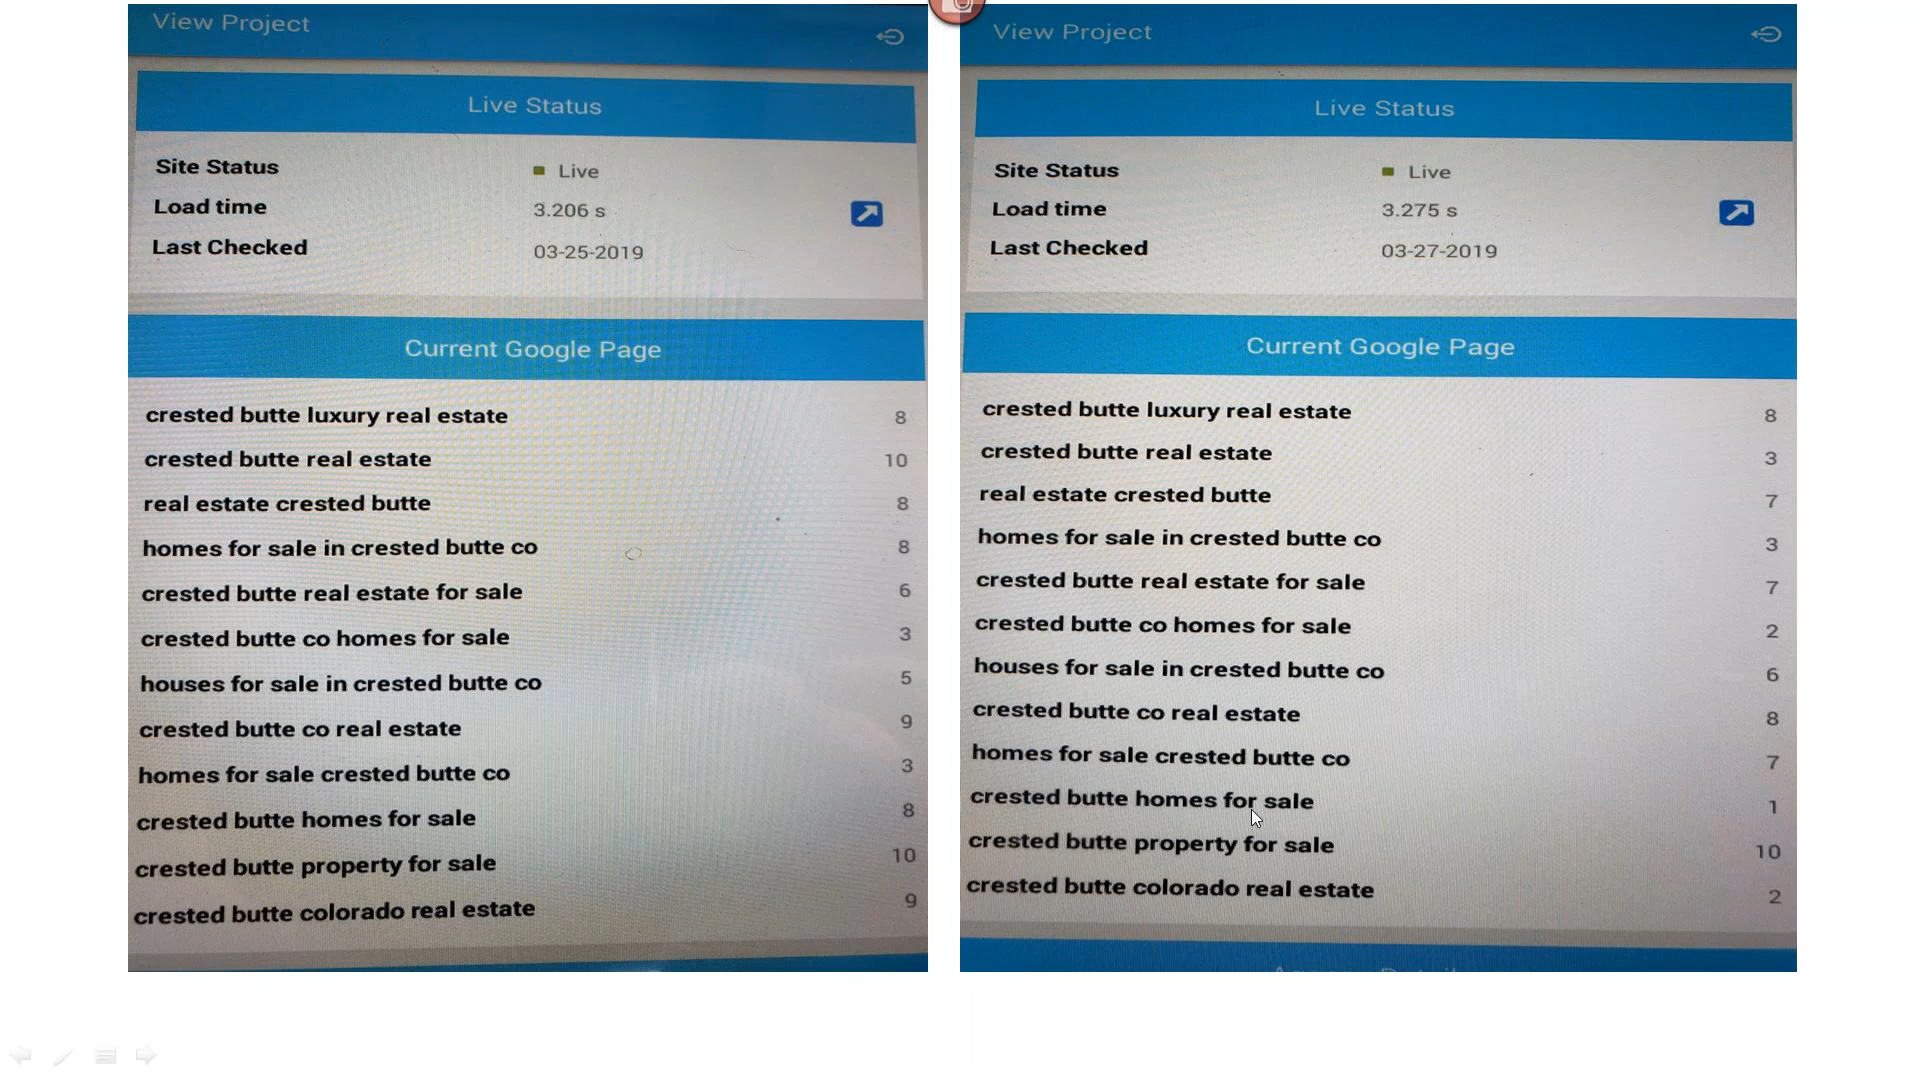 View Project
Live Status
Site Status Live
Load time 3.206 s
Last Checked 03-25-2019
Current Google Page
crested butte luxury real estate 8
crested butte real estate 10
real estate crested butte 8
homes for sale in crested butte co 8
crested butte real estate for sale 6
crested butte co homes for sale 3
houses for sale in crested butte co 5
crested butte co real estate 9
homes for sale crested butte co 3
crested butte homes for sale 8
crested butte property for sale 10
crested butte colorado real estate 9
View Project
Live Status
Site Status Live
Load time 3.275 s
Last Checked 03-27-2019
Current Google Page
crested butte luxury real estate 8
crested butte real estate 3
real estate crested butte 7
homes for sale in crested butte co 3
crested butte real estate for sale 7
crested butte co homes for sale 2
houses for sale in crested butte co 6
crested butte co real estate 8
homes for sale crested butte co 7
crested butte homes for sale 1
crested butte property for sale 10
crested butte colorado real estate 2